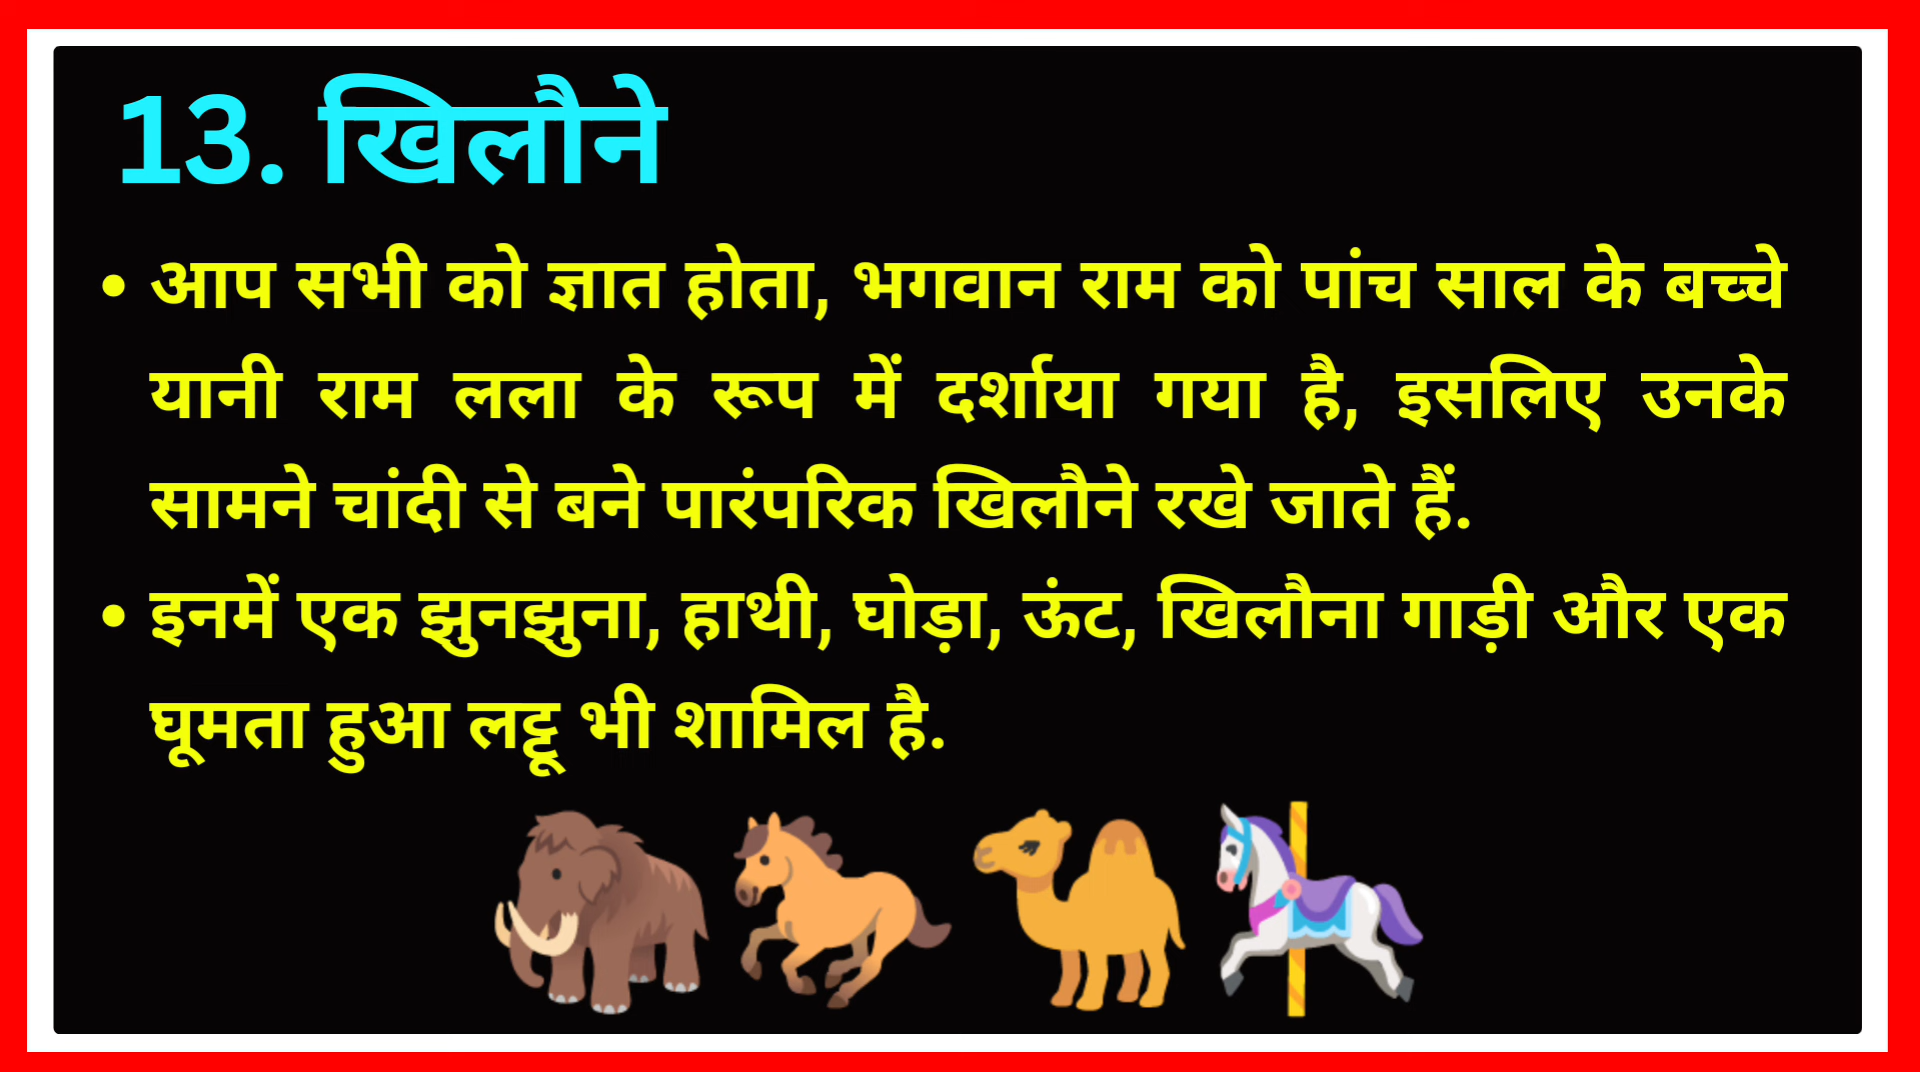 13. खिलौने
• आप सभी को ज्ञात होता, भगवान राम को पांच साल के बच्चे
यानी राम लला के रूप में दर्शाया गया है, इसलिए उनके
सामने चांदी से बने पारंपरिक खिलौने रखे जाते हैं.
• इनमें एक झुनझुना, हाथी, घोड़ा, ऊंट, खिलौना गाड़ी और एक
घूमता हुआ लट्टू भी शामिल है.